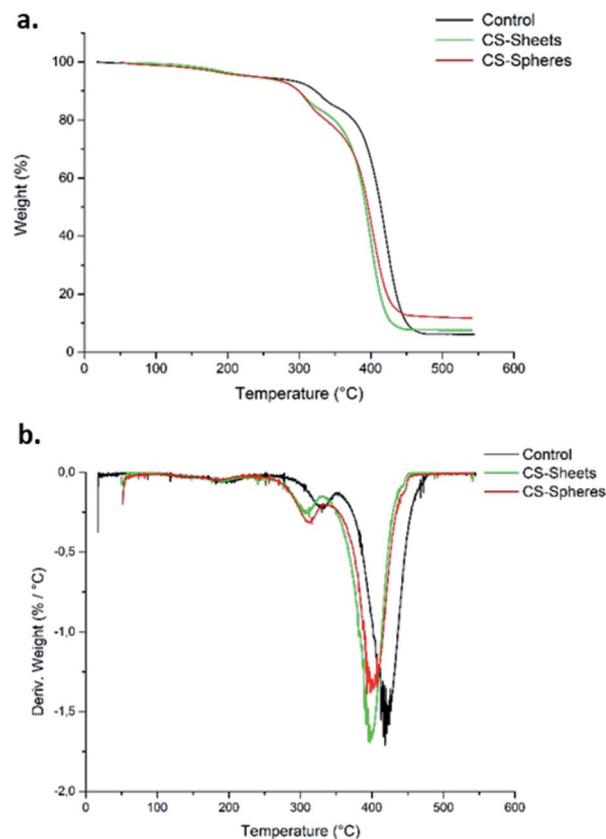 a.
Control
CS-Sheets
CS-Spheres
100
80
60
40
20
0
Weight (%)
0 100 200 300 400 500 600
Temperature (°C)
b.
Control
CS-Sheets
CS-Spheres
0,0
-0,5
-1,0
-1,5
-2,0
Deriv. Weight (% / °C)
0 100 200 300 400 500 600
Temperature (°C)